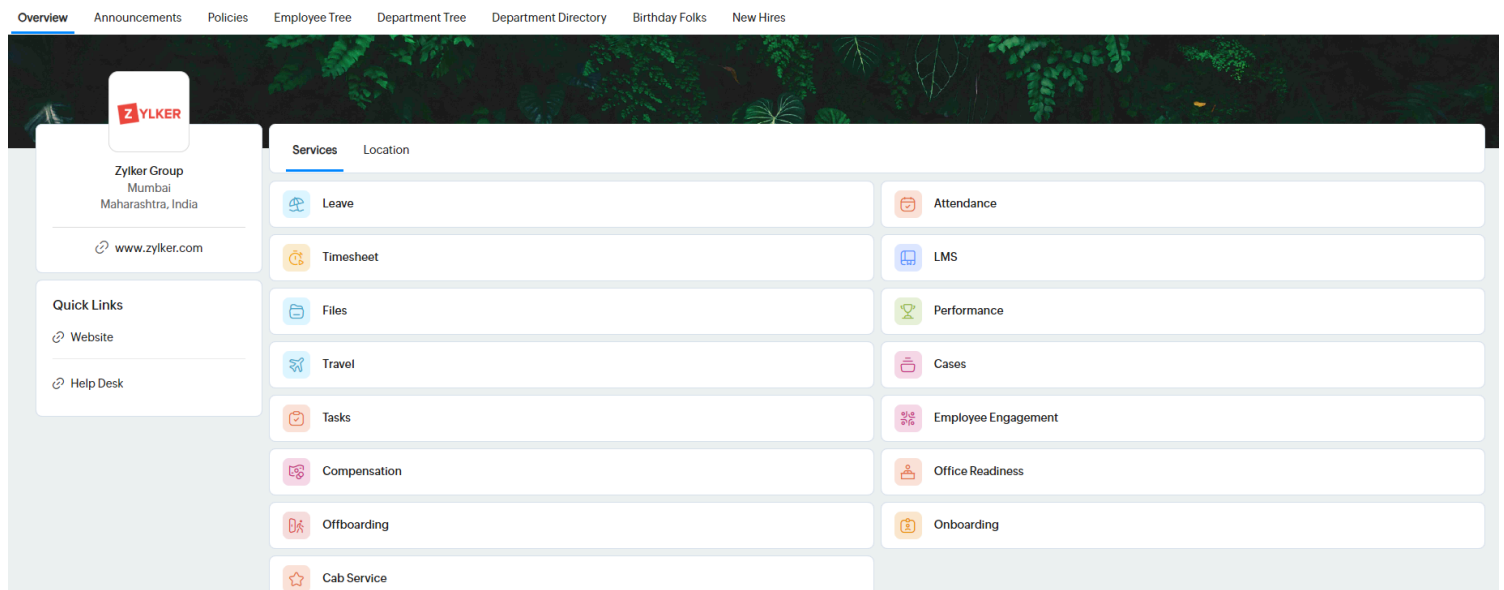 Overview Announcements Policies Employee Tree Department Tree Department Directory Birthday Folks New Hires
ZYLKER
Zylker Group
Mumbai
Maharashtra, India
www.zylker.com
Quick Links
Website
Help Desk
Services Location
Leave Attendance
Timesheet LMS
Files Performance
Travel Cases
Tasks Employee Engagement
Compensation Office Readiness
Offboarding Onboarding
Cab Service